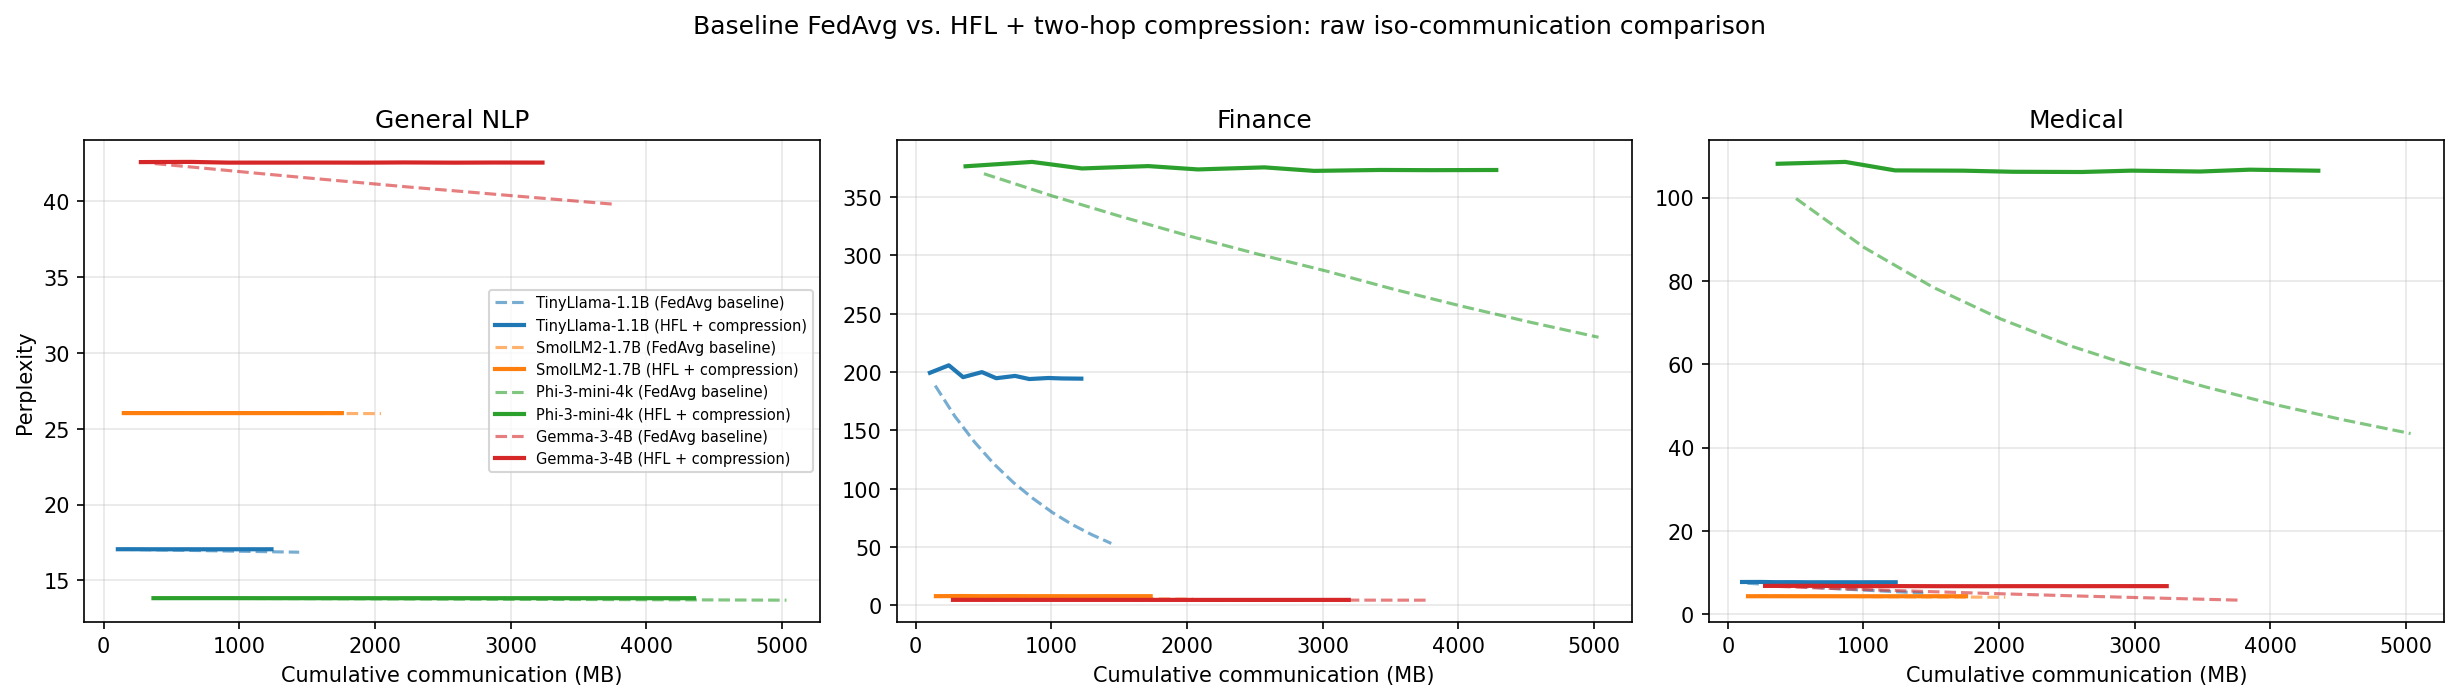 Baseline FedAvg vs. HFL + two-hop compression: raw iso-communication comparison
General NLP
Perplexity
40
35
30
25
20
15
0 1000 2000 3000 4000 5000
Cumulative communication (MB)
TinyLlama-1.1B (FedAvg baseline)
TinyLlama-1.1B (HFL + compression)
SmolLM2-1.7B (FedAvg baseline)
SmolLM2-1.7B (HFL + compression)
Phi-3-mini-4k (FedAvg baseline)
Phi-3-mini-4k (HFL + compression)
Gemma-3-4B (FedAvg baseline)
Gemma-3-4B (HFL + compression)
Finance
350
300
250
200
150
100
50
0
0 1000 2000 3000 4000 5000
Cumulative communication (MB)
Medical
100
80
60
40
20
0
0 1000 2000 3000 4000 5000
Cumulative communication (MB)